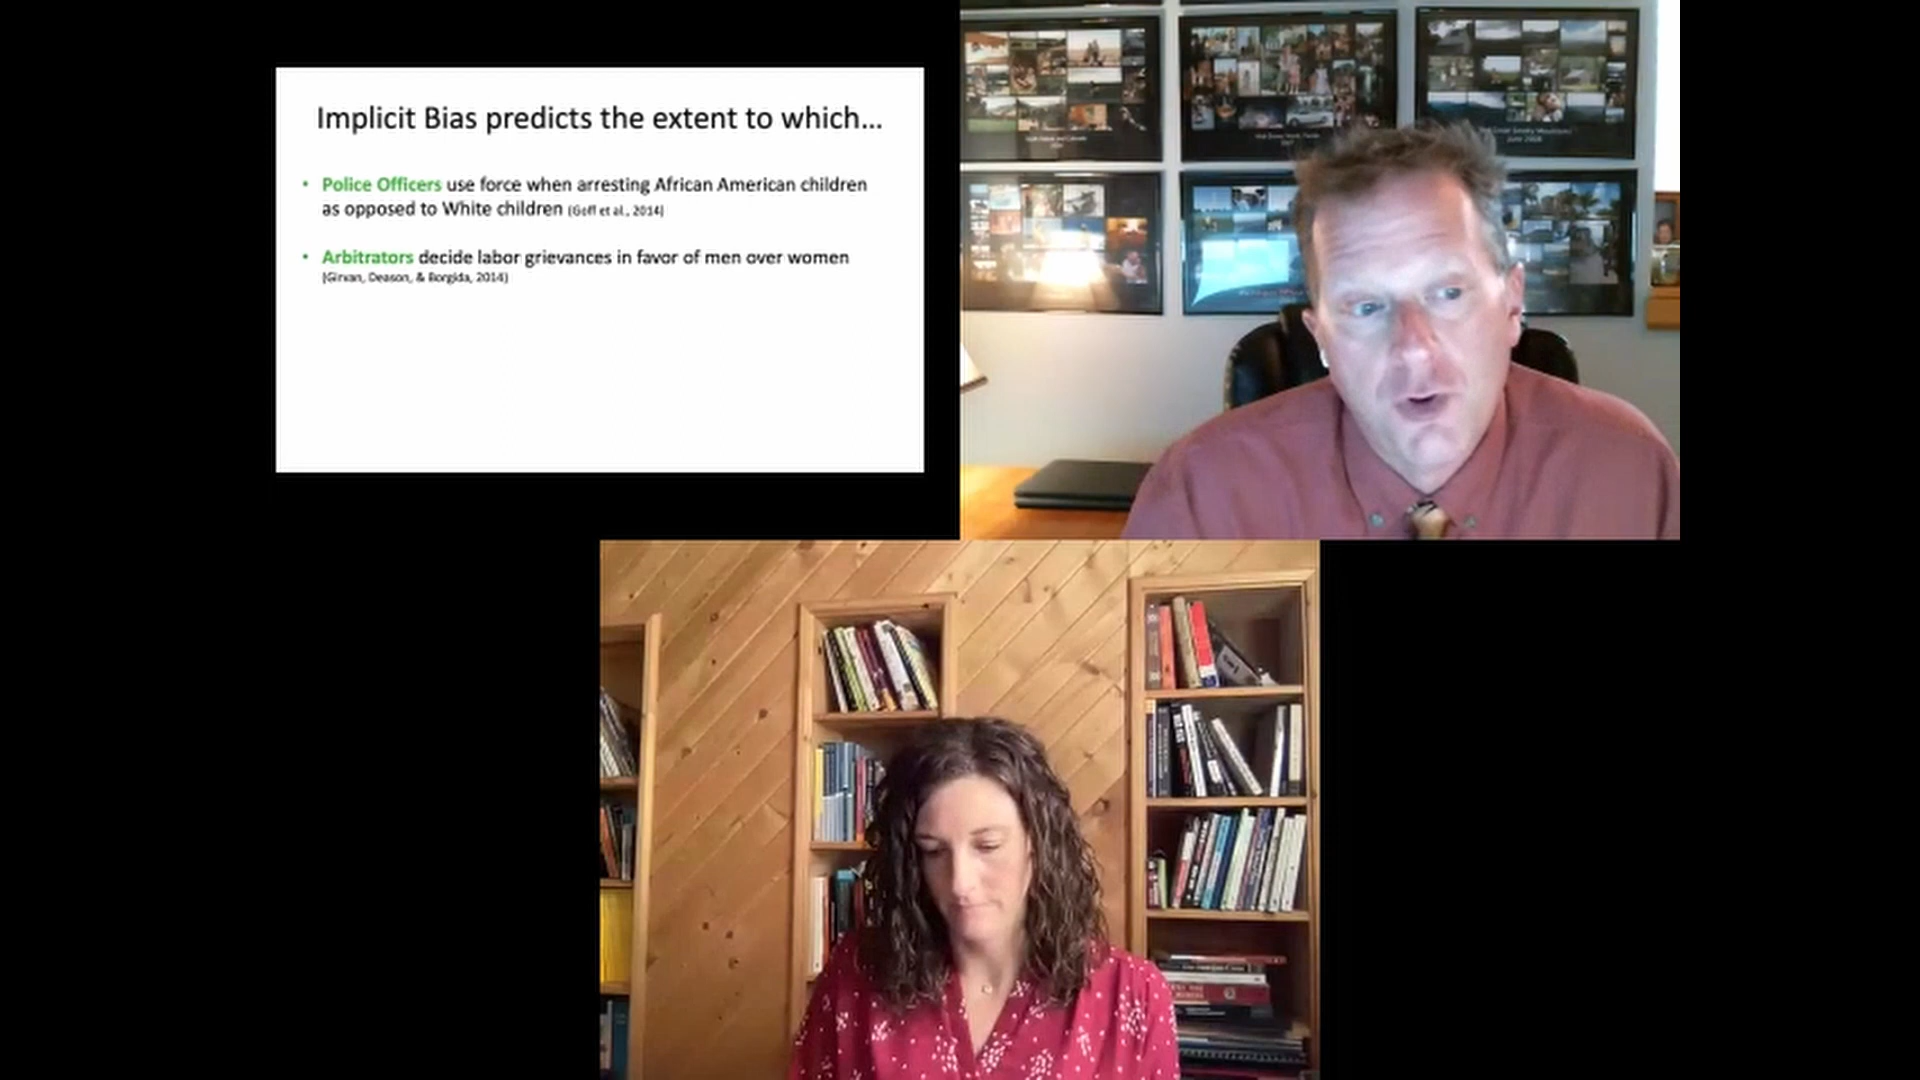 Implicit Bias predicts the extent to which...
• Police Officers use force when arresting African American children
as opposed to White children (Goff et al., 2014)
• Arbitrators decide labor grievances in favor of men over women
(Girvan, Deason, & Borgida, 2014)